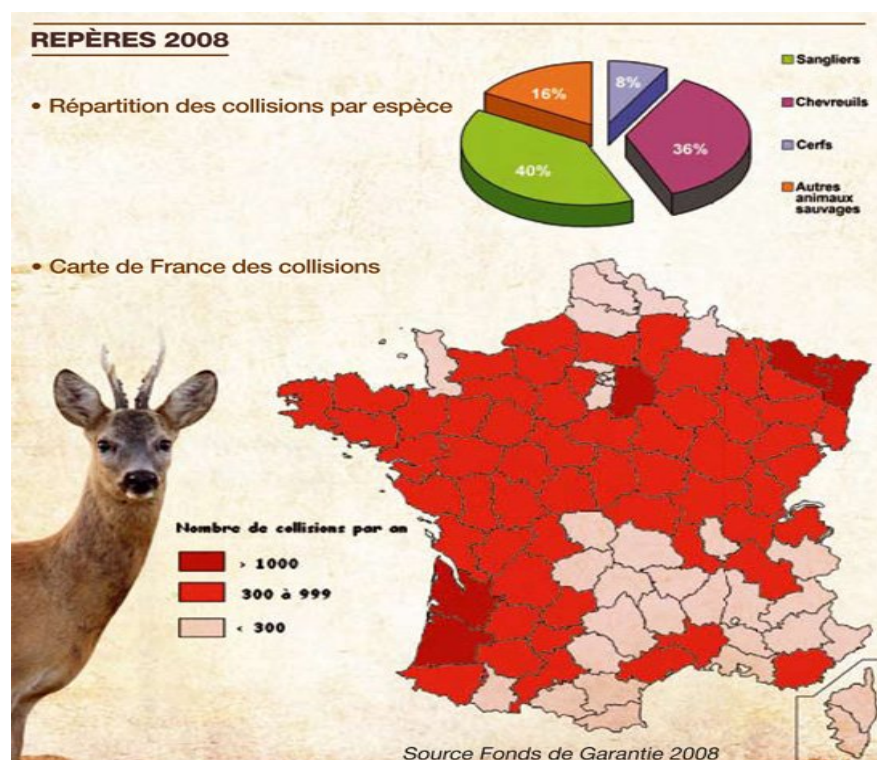 REPÈRES 2008
• Répartition des collisions par espèce
8%
16%
36%
40%
Sangliers
Chevreuils
Cerfs
Autres
animaux
sauvages
• Carte de France des collisions
Nombre de collisions par an
> 1000
300 à 999
< 300
Source Fonds de Garantie 2008